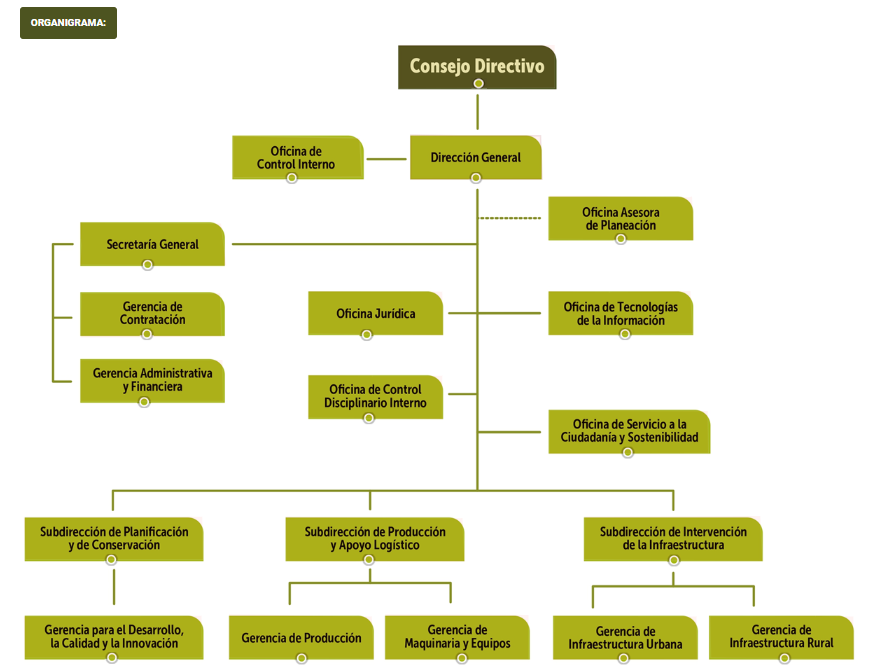 ORGANIGRAMA:
Consejo Directivo
Oficina de
Control Interno
Dirección General
Oficina Asesora
de Planeación
Secretaría General
Gerencia de
Contratación
Oficina Jurídica
Oficina de Tecnologías
de la Información
Gerencia Administrativa
y Financiera
Oficina de Control
Disciplinario Interno
Oficina de Servicio a la
Ciudadanía y Sostenibilidad
Subdirección de Planificación
y de Conservación
Subdirección de Producción
y Apoyo Logístico
Subdirección de Intervención
de la Infraestructura
Gerencia para el Desarrollo,
la Calidad y la Innovación
Gerencia de Producción
Gerencia de
Maquinaria y Equipos
Gerencia de
Infraestructura Urbana
Gerencia de
Infraestructura Rural